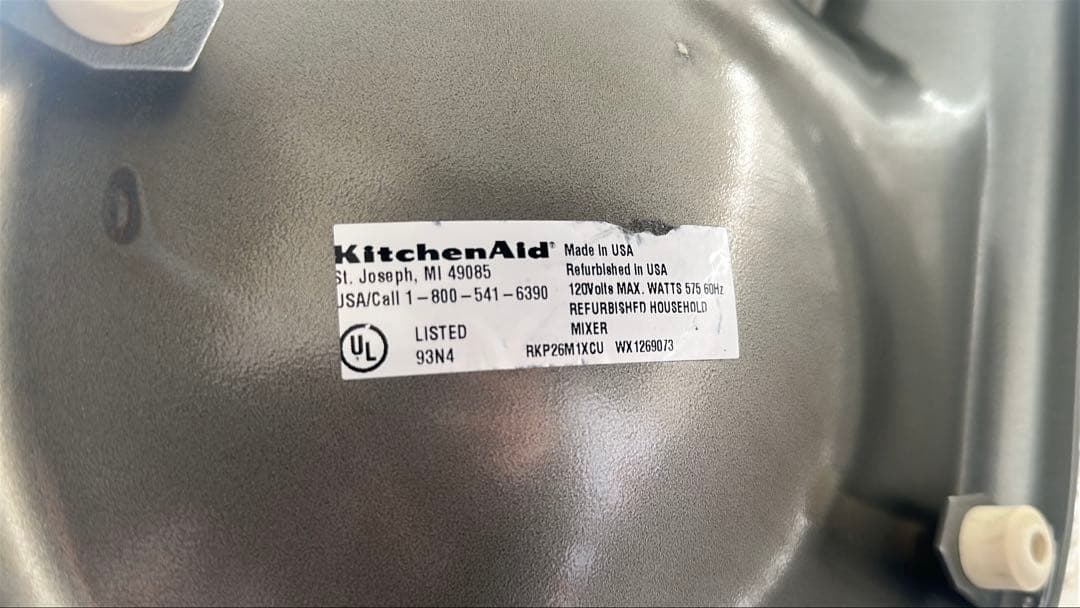 KitchenAid®
St. Joseph, MI 49085
USA/Call 1-800-541-6390
UL
LISTED
93N4
Made in USA
Refurbished in USA
120Volts MAX. WATTS 575 60Hz
REFURBISHED HOUSEHOLD
MIXER
RKP26M1XCU WX1269073